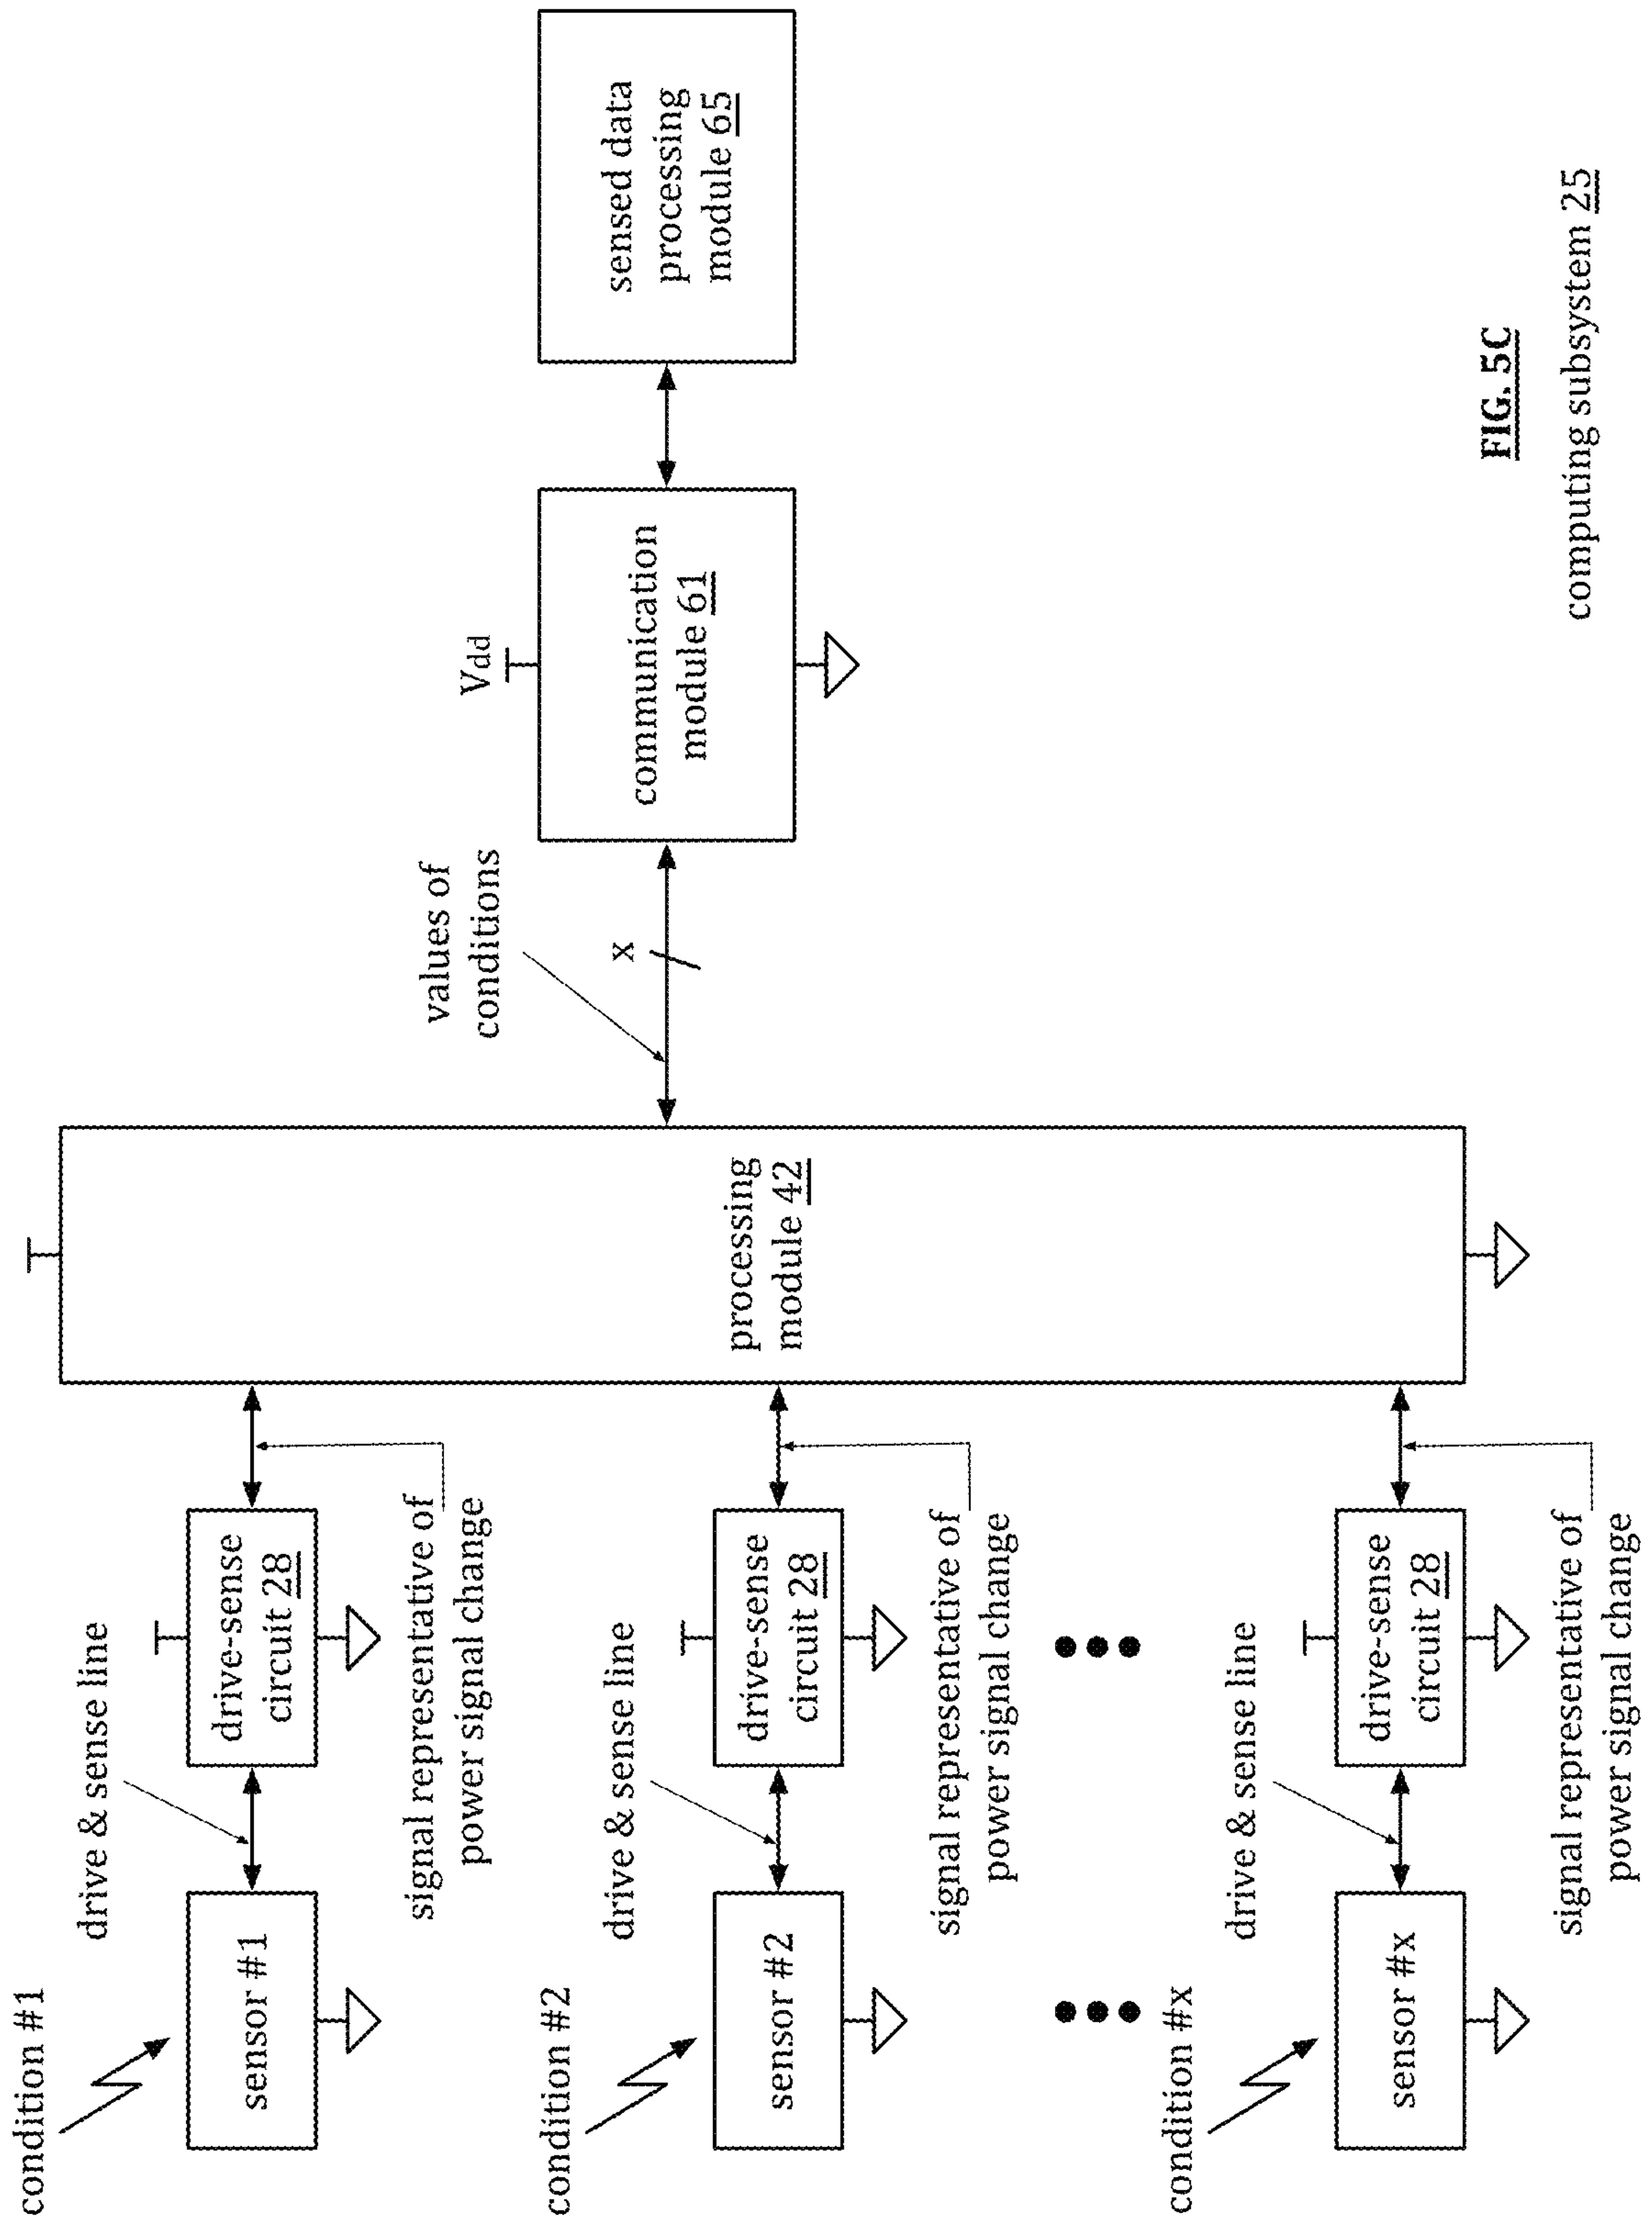 condition #1
drive & sense line
sensor #1
drive-sense
circuit 28
signal representative of
power signal change
condition #2
drive & sense line
sensor #2
drive-sense
circuit 28
signal representative of
power signal change
condition #x
drive & sense line
sensor #x
drive-sense
circuit 28
signal representative of
power signal change
processing
module 42
values of
conditions
x
Vdd
communication
module 61
sensed data
processing
module 65
FIG. 5C
computing subsystem 25